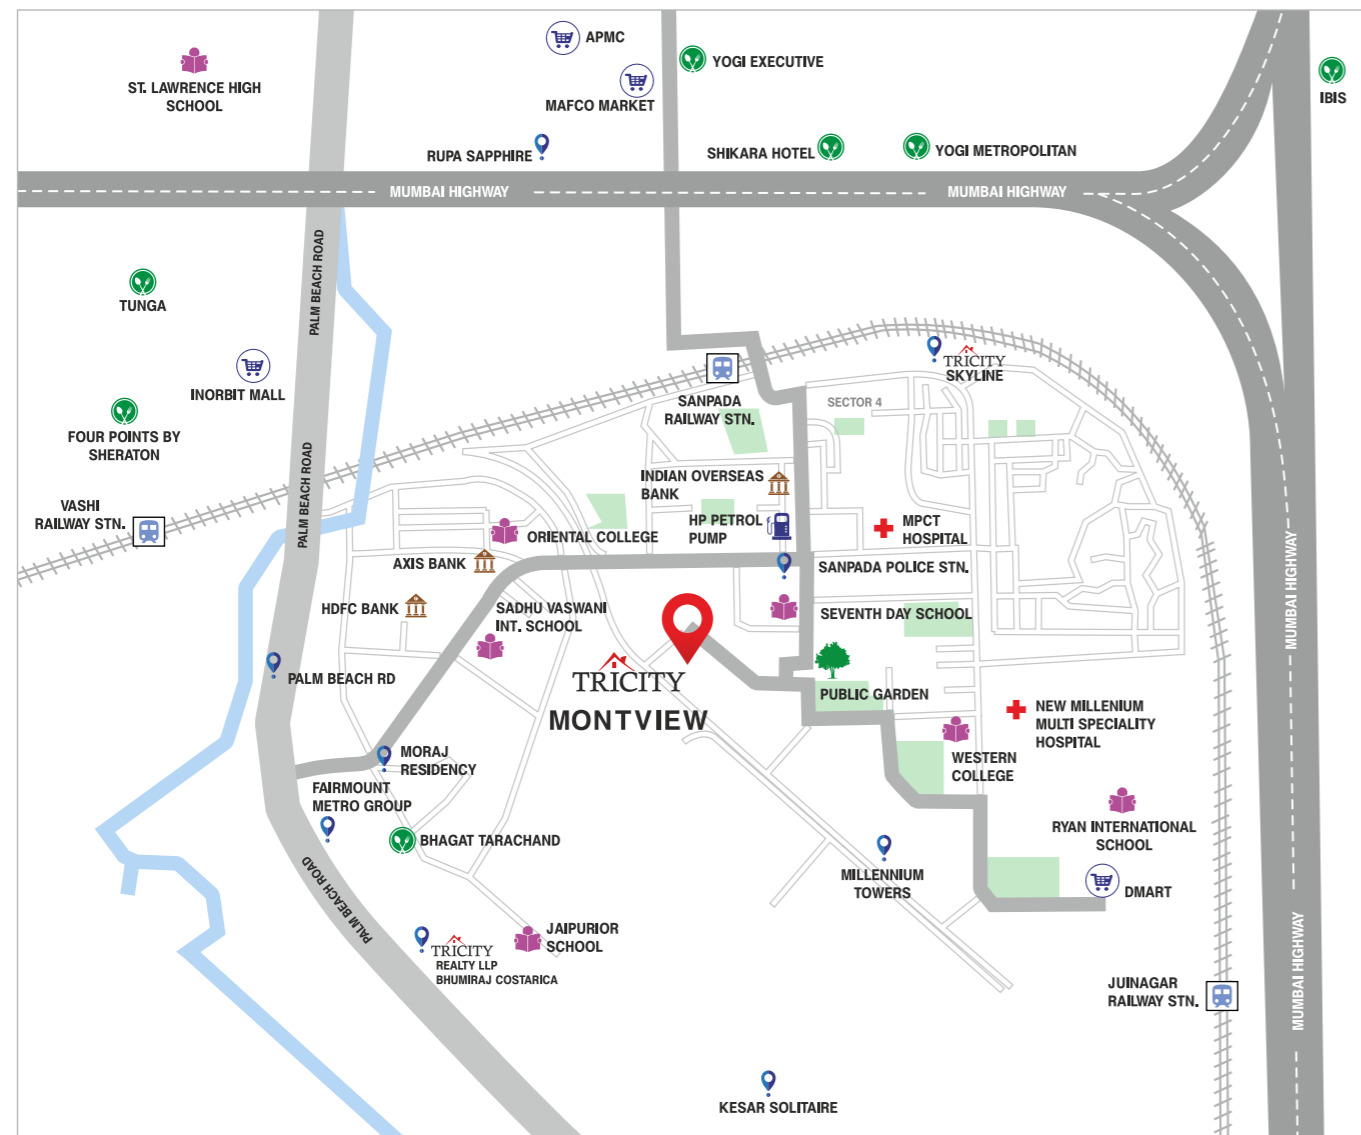 APMC
YOGI EXECUTIVE
ST. LAWRENCE HIGH
SCHOOL
MAFCO MARKET
IBIS
RUPA SAPPHIRE
SHIKARA HOTEL
YOGI METROPOLITAN
MUMBAI HIGHWAY
MUMBAI HIGHWAY
PALM BEACH ROAD
TUNGA
INORBIT MALL
TRICITY
SKYLINE
SANPADA
RAILWAY STN.
SECTOR 4
FOUR POINTS BY
SHERATON
PALM BEACH ROAD
INDIAN OVERSEAS
BANK
VASHI
RAILWAY STN.
HP PETROL
PUMP
MPCT
HOSPITAL
ORIENTAL COLLEGE
AXIS BANK
SANPADA POLICE STN.
HDFC BANK
SADHU VASWANI
INT. SCHOOL
SEVENTH DAY SCHOOL
MUMBAI HIGHWAY
PALM BEACH RD
TRICITY
MONTVIEW
PUBLIC GARDEN
NEW MILLENIUM
MULTI SPECIALITY
HOSPITAL
MORAJ
RESIDENCY
WESTERN
COLLEGE
FAIRMOUNT
METRO GROUP
RYAN INTERNATIONAL
SCHOOL
BHAGAT TARACHAND
MILLENNIUM
TOWERS
DMART
PALM BEACH ROAD
JAIPURIOR
SCHOOL
TRICITY
REALTY LLP
BHUMIRAJ COSTARICA
MUMBAI HIGHWAY
JUINAGAR
RAILWAY STN.
KESAR SOLITAIRE